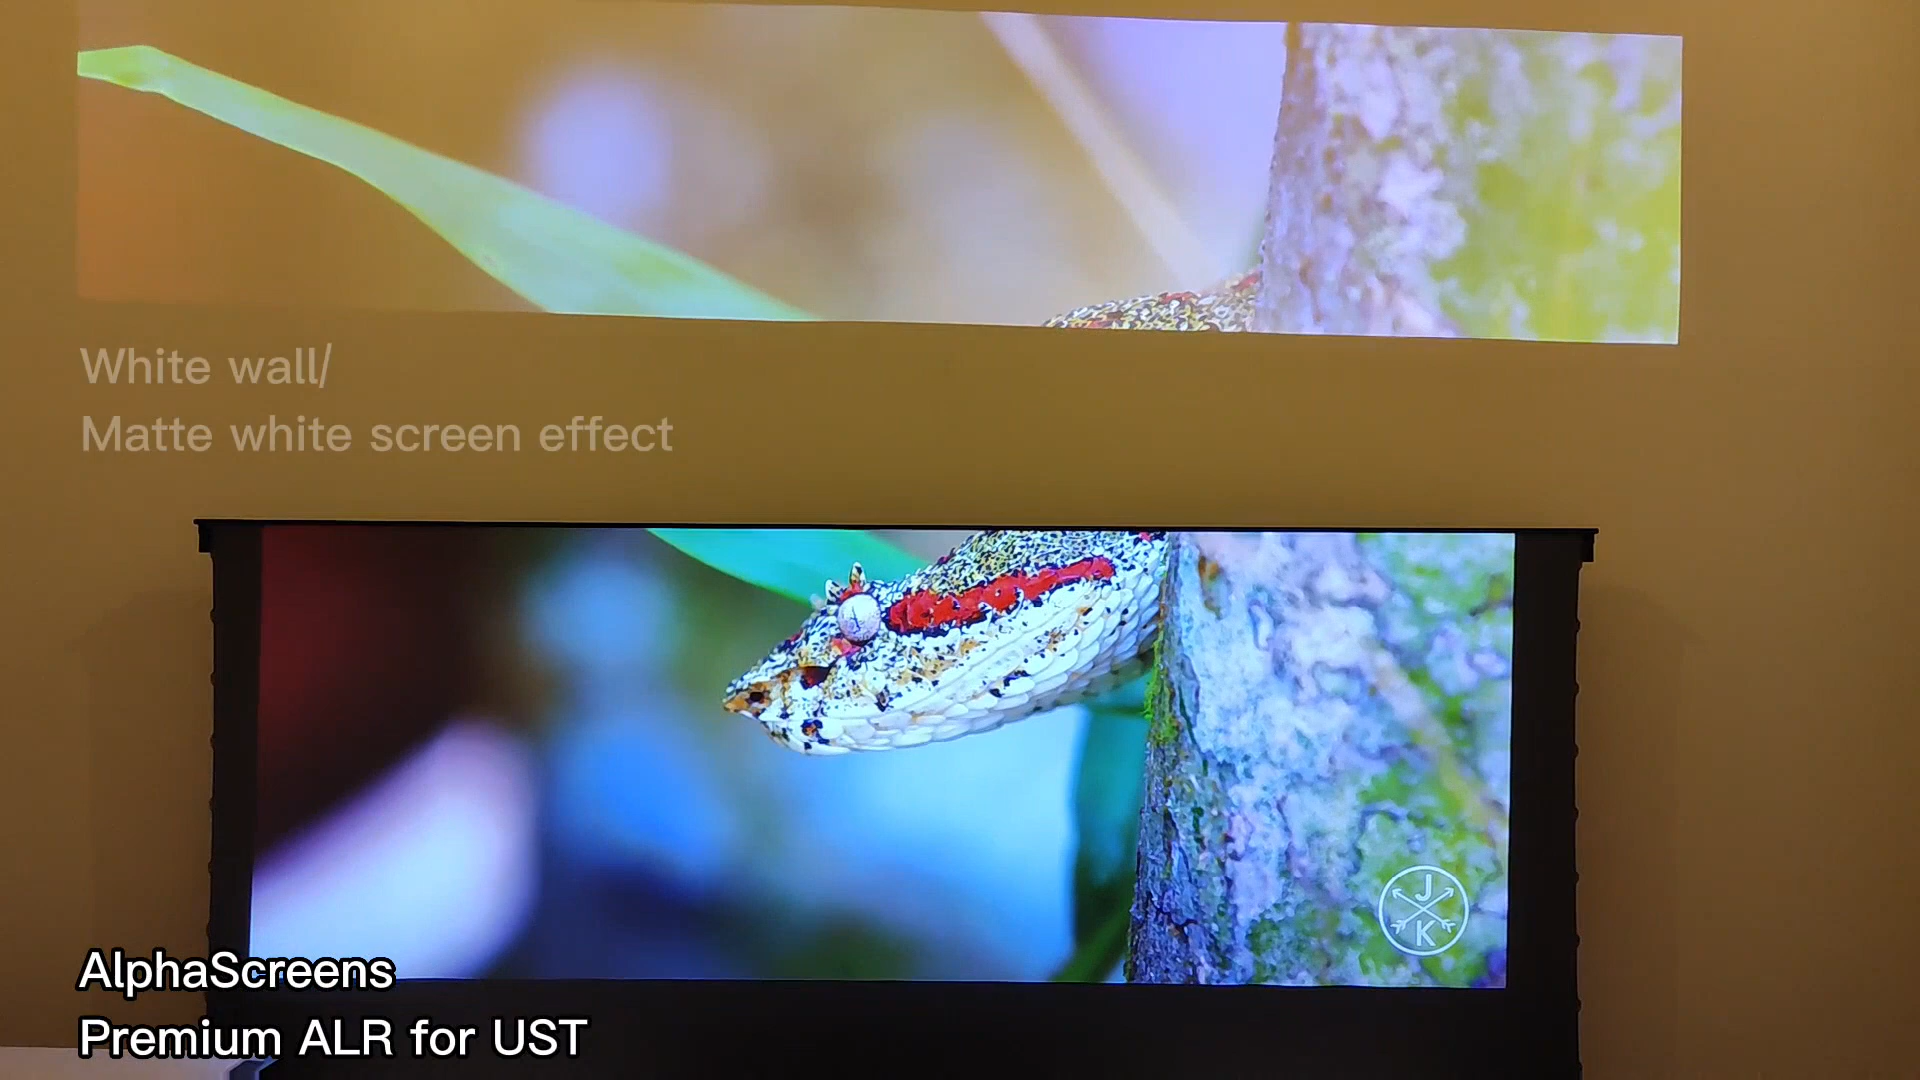 White wall/
Matte white screen effect
J
K
AlphaScreens
Premium ALR for UST